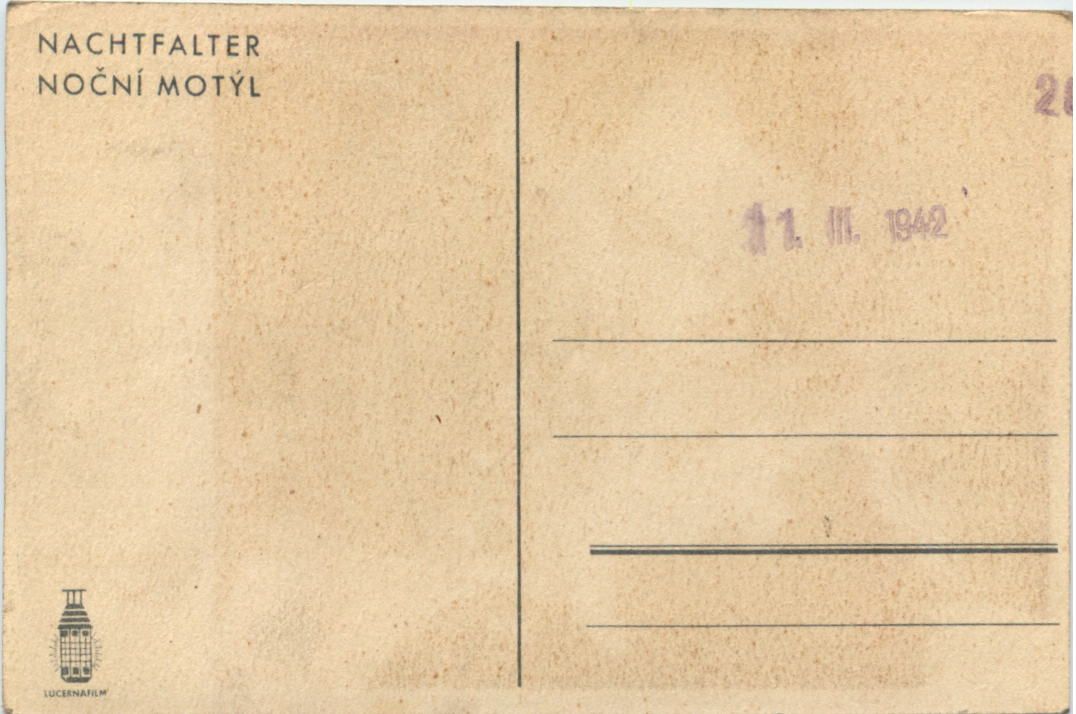 NACHTFALTER
NOČNÍ MOTÝL
11. III. 1942
LUCERNAFILM